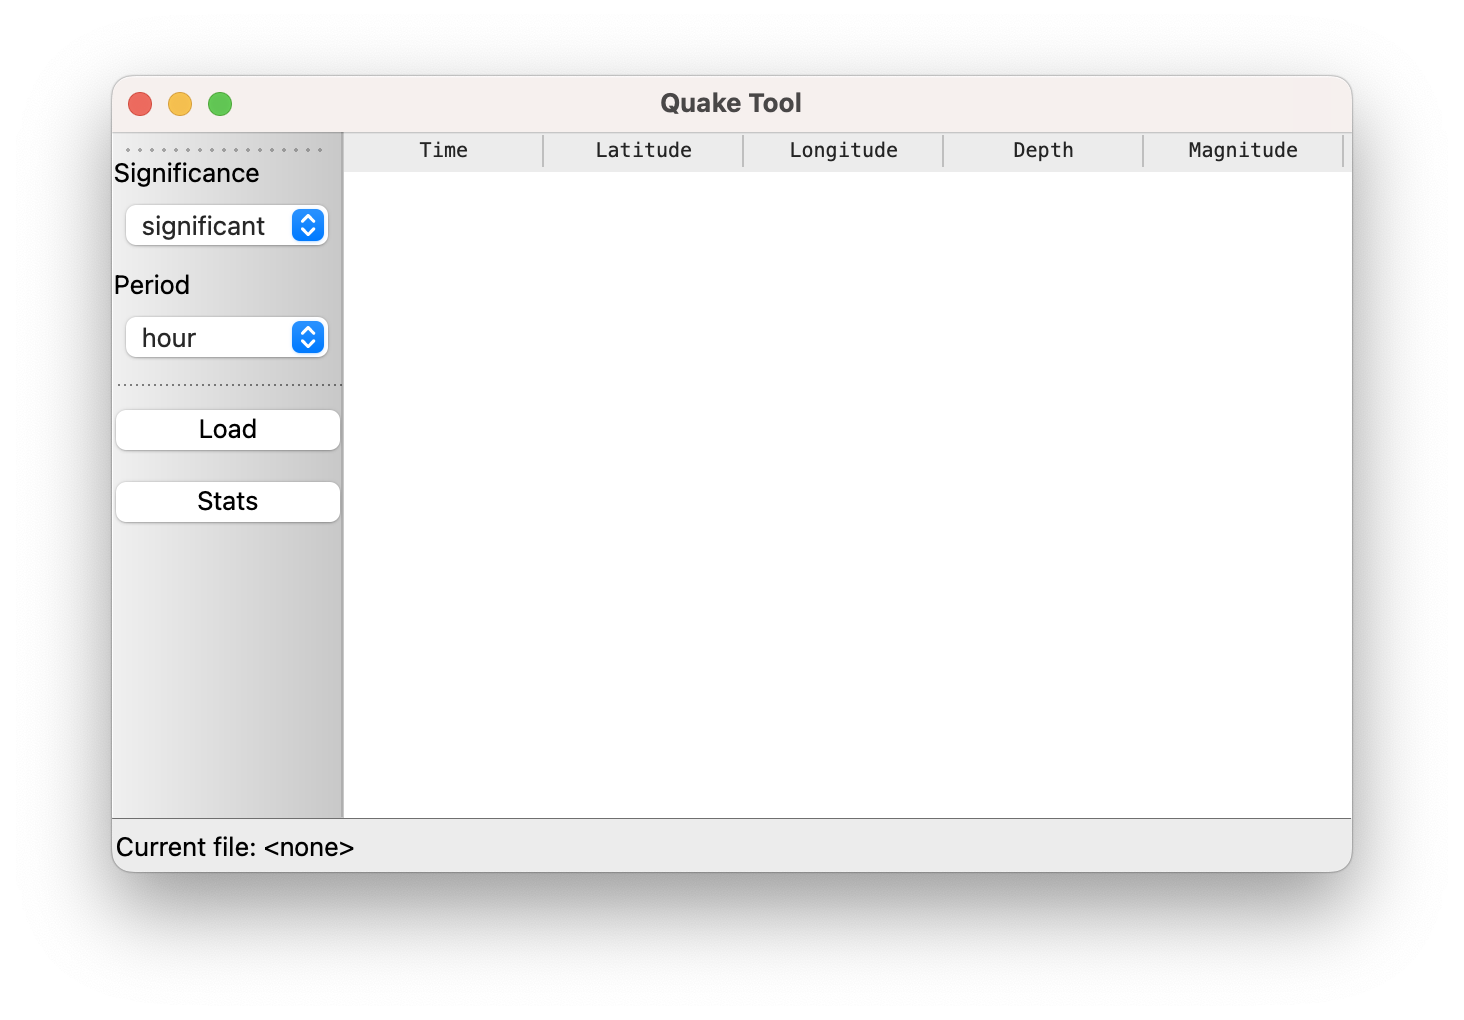 Quake Tool
Time Latitude Longitude Depth Magnitude
Significance
significant
Period
hour
Load
Stats
Current file: <none>